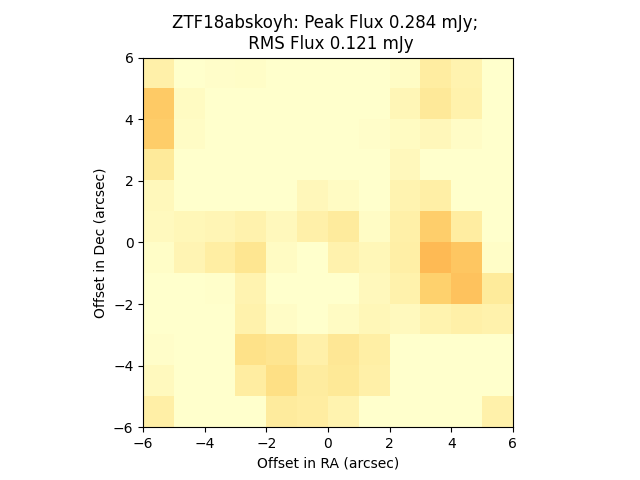 ZTF18abskoyh: Peak Flux 0.284 mJy;
RMS Flux 0.121 mJy
6
4
2
0
−2
−4
−6
Offset in Dec (arcsec)
−6 −4 −2 0 2 4 6
Offset in RA (arcsec)